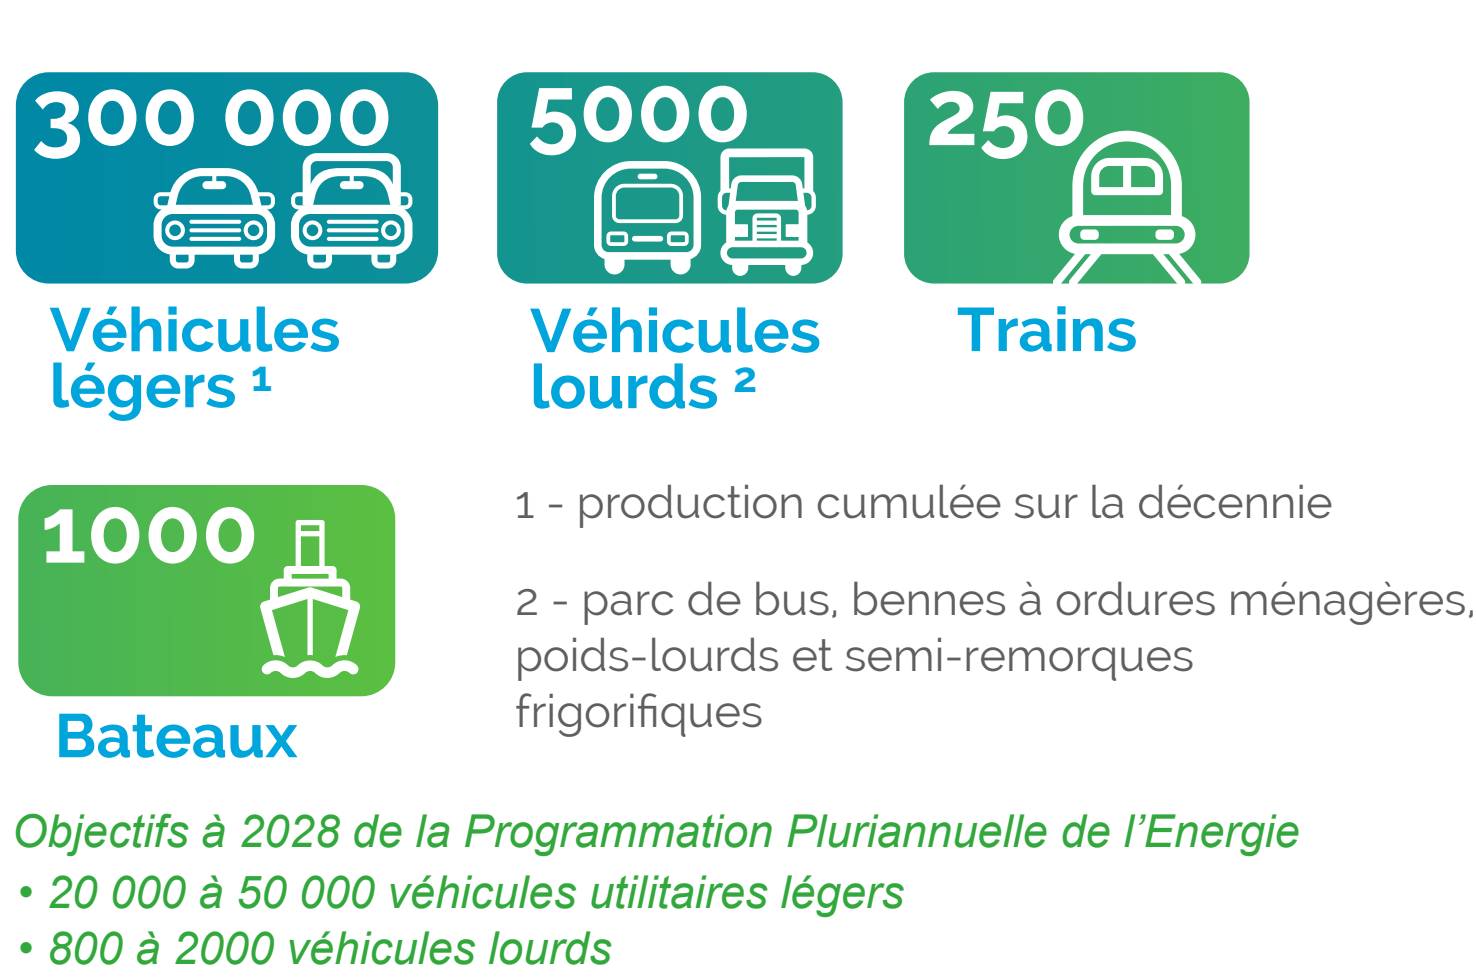 300 000
5000
250
Véhicules
légers ¹
Véhicules
lourds ²
Trains
1000
Bateaux
1 - production cumulée sur la décennie
2 - parc de bus, bennes à ordures ménagères,
poids-lourds et semi-remorques
frigorifiques
Objectifs à 2028 de la Programmation Pluriannuelle de l’Energie
• 20 000 à 50 000 véhicules utilitaires légers
• 800 à 2000 véhicules lourds